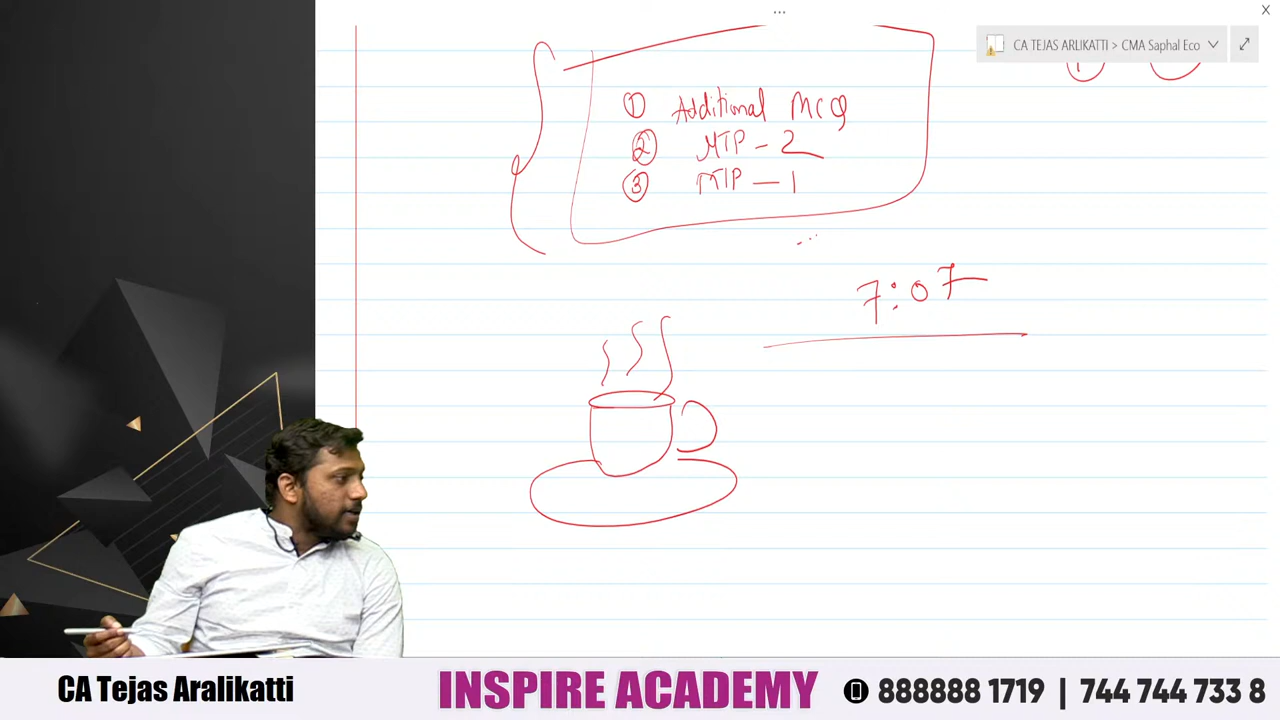 ...
CA TEJAS ARLIKATTI > CMA Saphal Eco
① Additional MCQ
② MTP - 2
③ MTP — 1
7:07
CA Tejas Aralikatti
INSPIRE ACADEMY
888888 1719 | 744 744 733 8